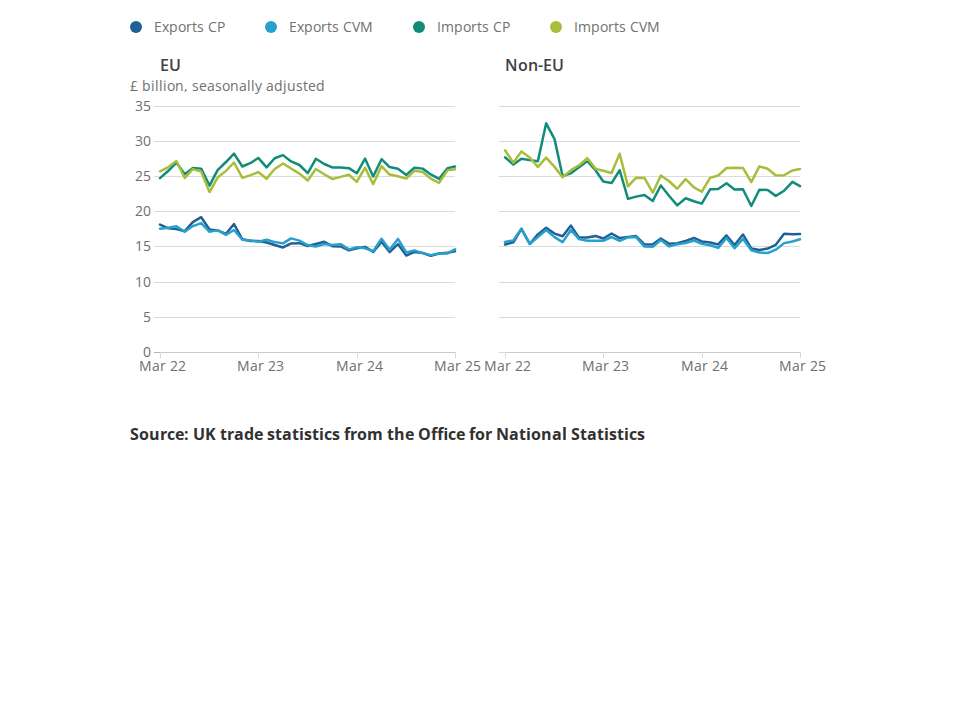 Exports CP Exports CVM Imports CP Imports CVM
EU Non-EU
£ billion, seasonally adjusted
35
30
25
20
15
10
5
0
Mar 22 Mar 23 Mar 24 Mar 25 Mar 22 Mar 23 Mar 24 Mar 25
Source: UK trade statistics from the Office for National Statistics